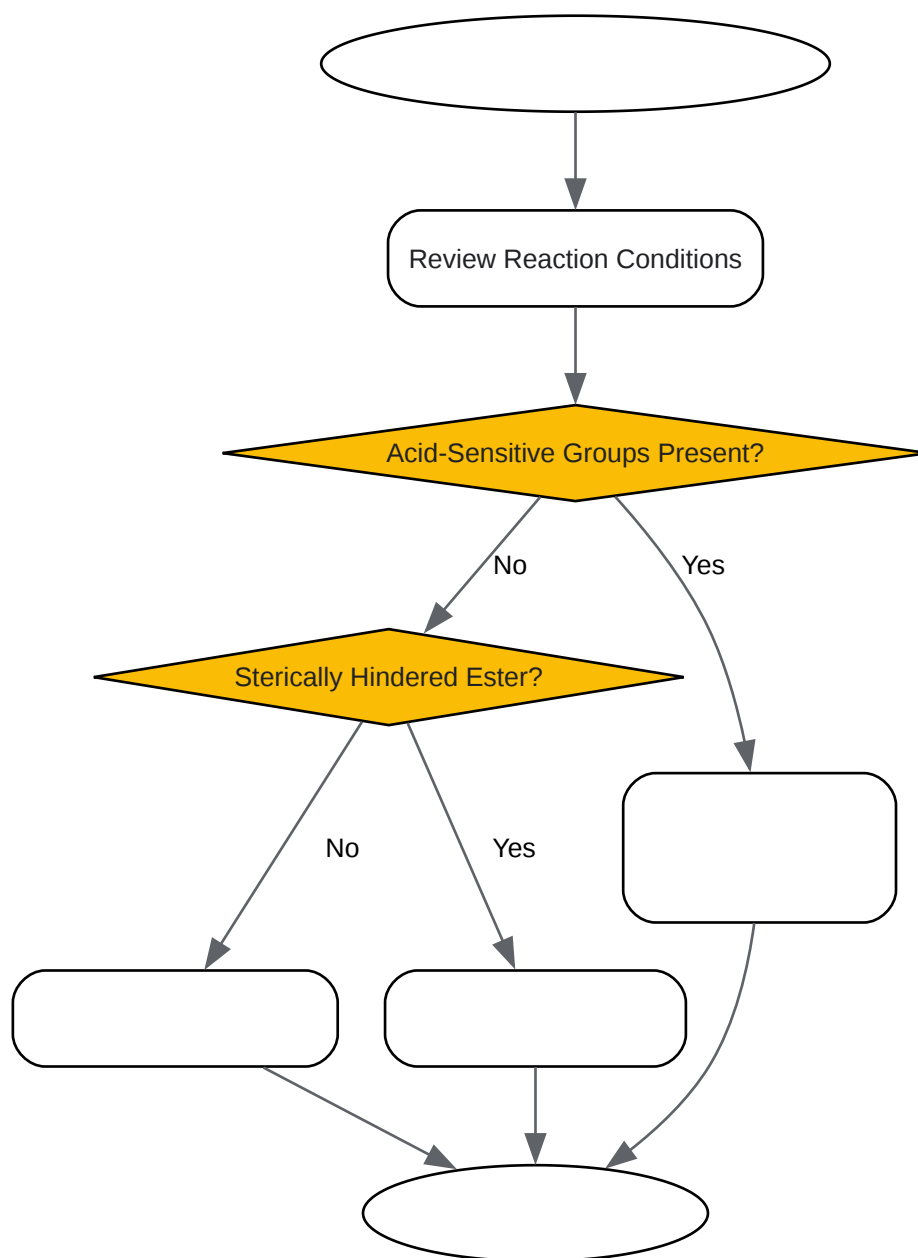 Review Reaction Conditions
Acid-Sensitive Groups Present?
No
Yes
Sterically Hindered Ester?
No
Yes